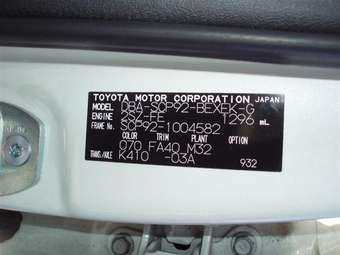 TOYOTA MOTOR CORPORATION JAPAN
MODEL DBA-SCP92-BEXFK-G
ENGINE 2SZ-FE 1296 mL
FRAME No. SCP92-1004582
COLOR TRIM PLANT OPTION
070 FA40 M32
TRANS./AXLE K410 -03A
932